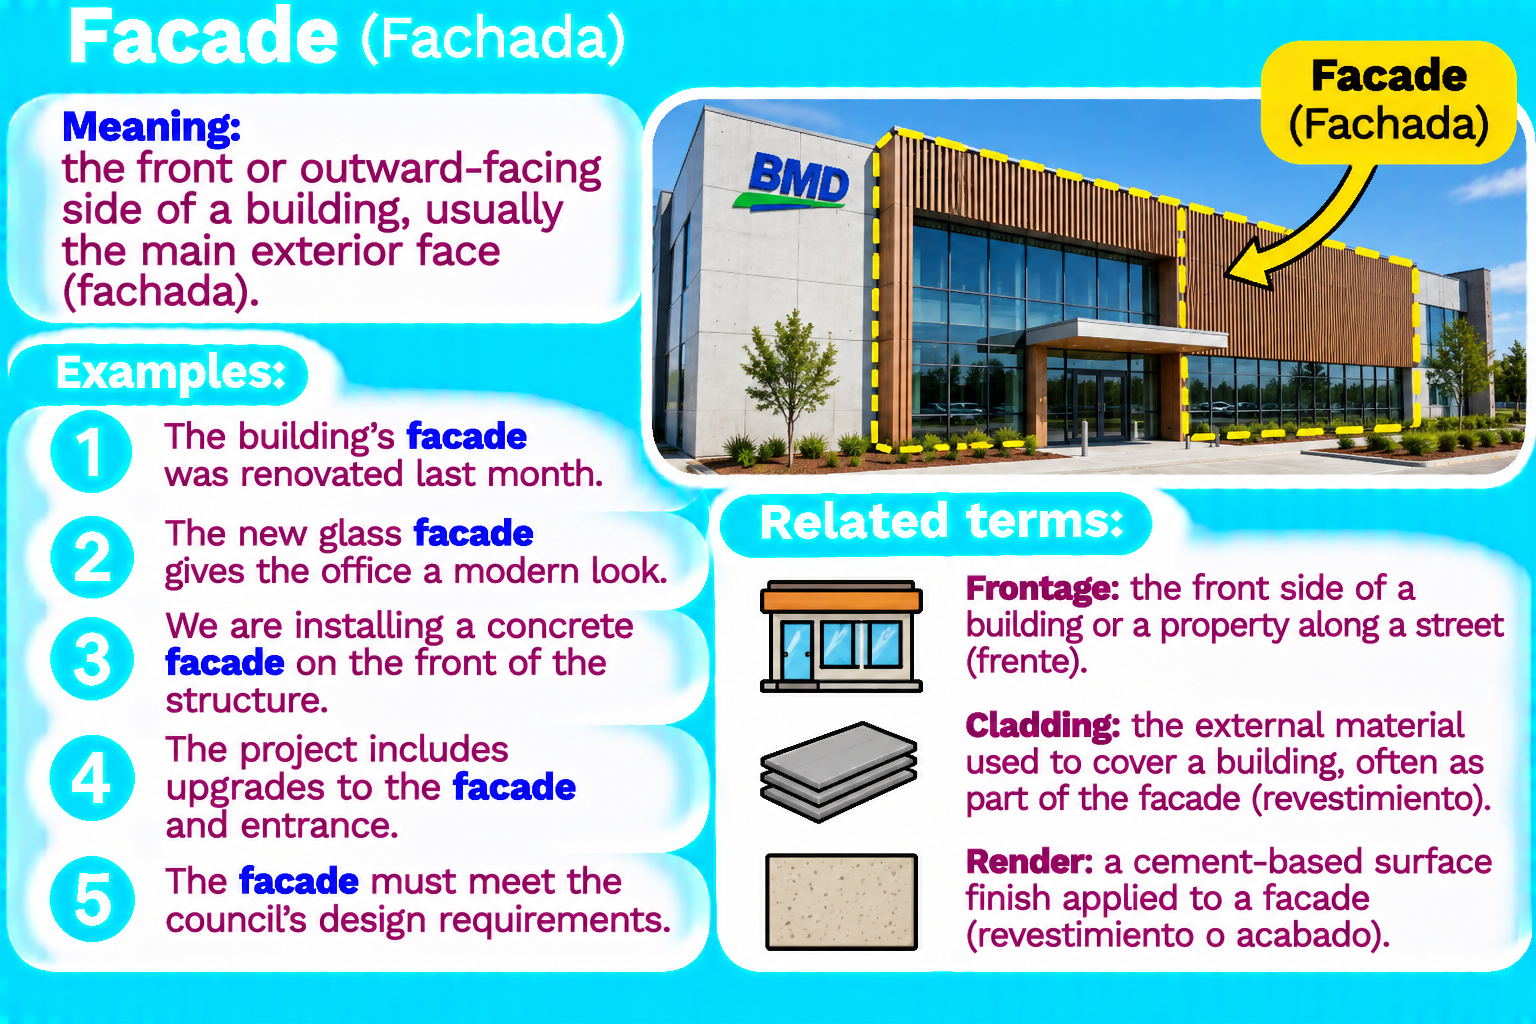 Facade (Fachada)
Meaning:
the front or outward-facing
side of a building, usually
the main exterior face
(fachada).
Facade
(Fachada)
BMD
Examples:
1
The building's facade
was renovated last month.
2
The new glass facade
gives the office a modern look.
3
We are installing a concrete
facade on the front of the
structure.
4
The project includes
upgrades to the facade
and entrance.
5
The facade must meet the
council's design requirements.
Related terms:
Frontage: the front side of a
building or a property along a street
(frente).
Cladding: the external material
used to cover a building, often as
part of the facade (revestimiento).
Render: a cement-based surface
finish applied to a facade
(revestimiento o acabado).